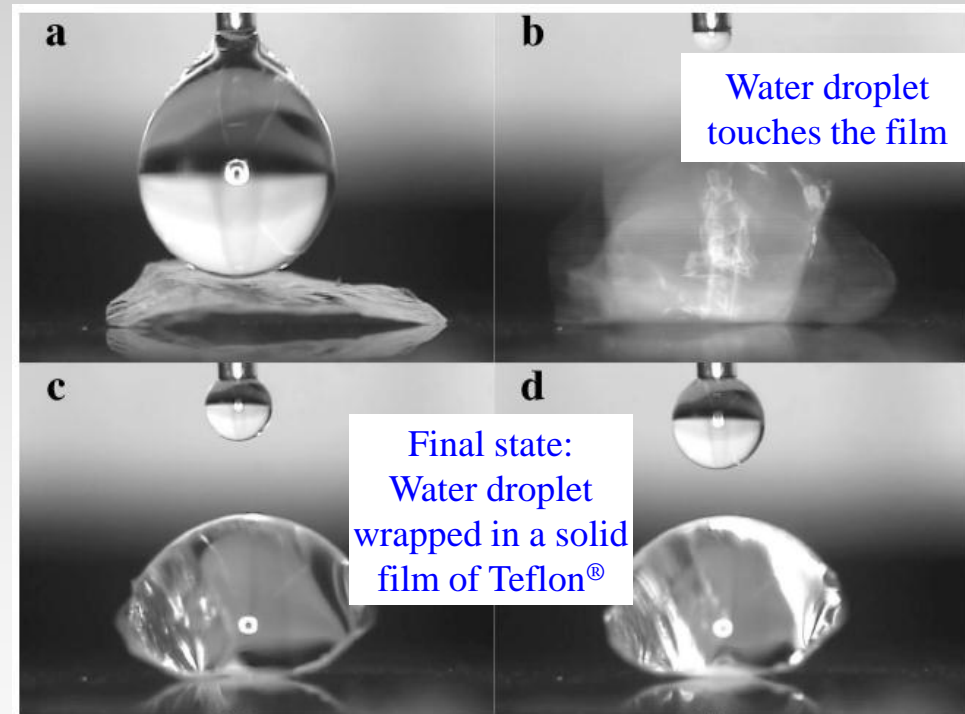 a
b
Water droplet
touches the film
c
d
Final state:
Water droplet
wrapped in a solid
film of Teflon®